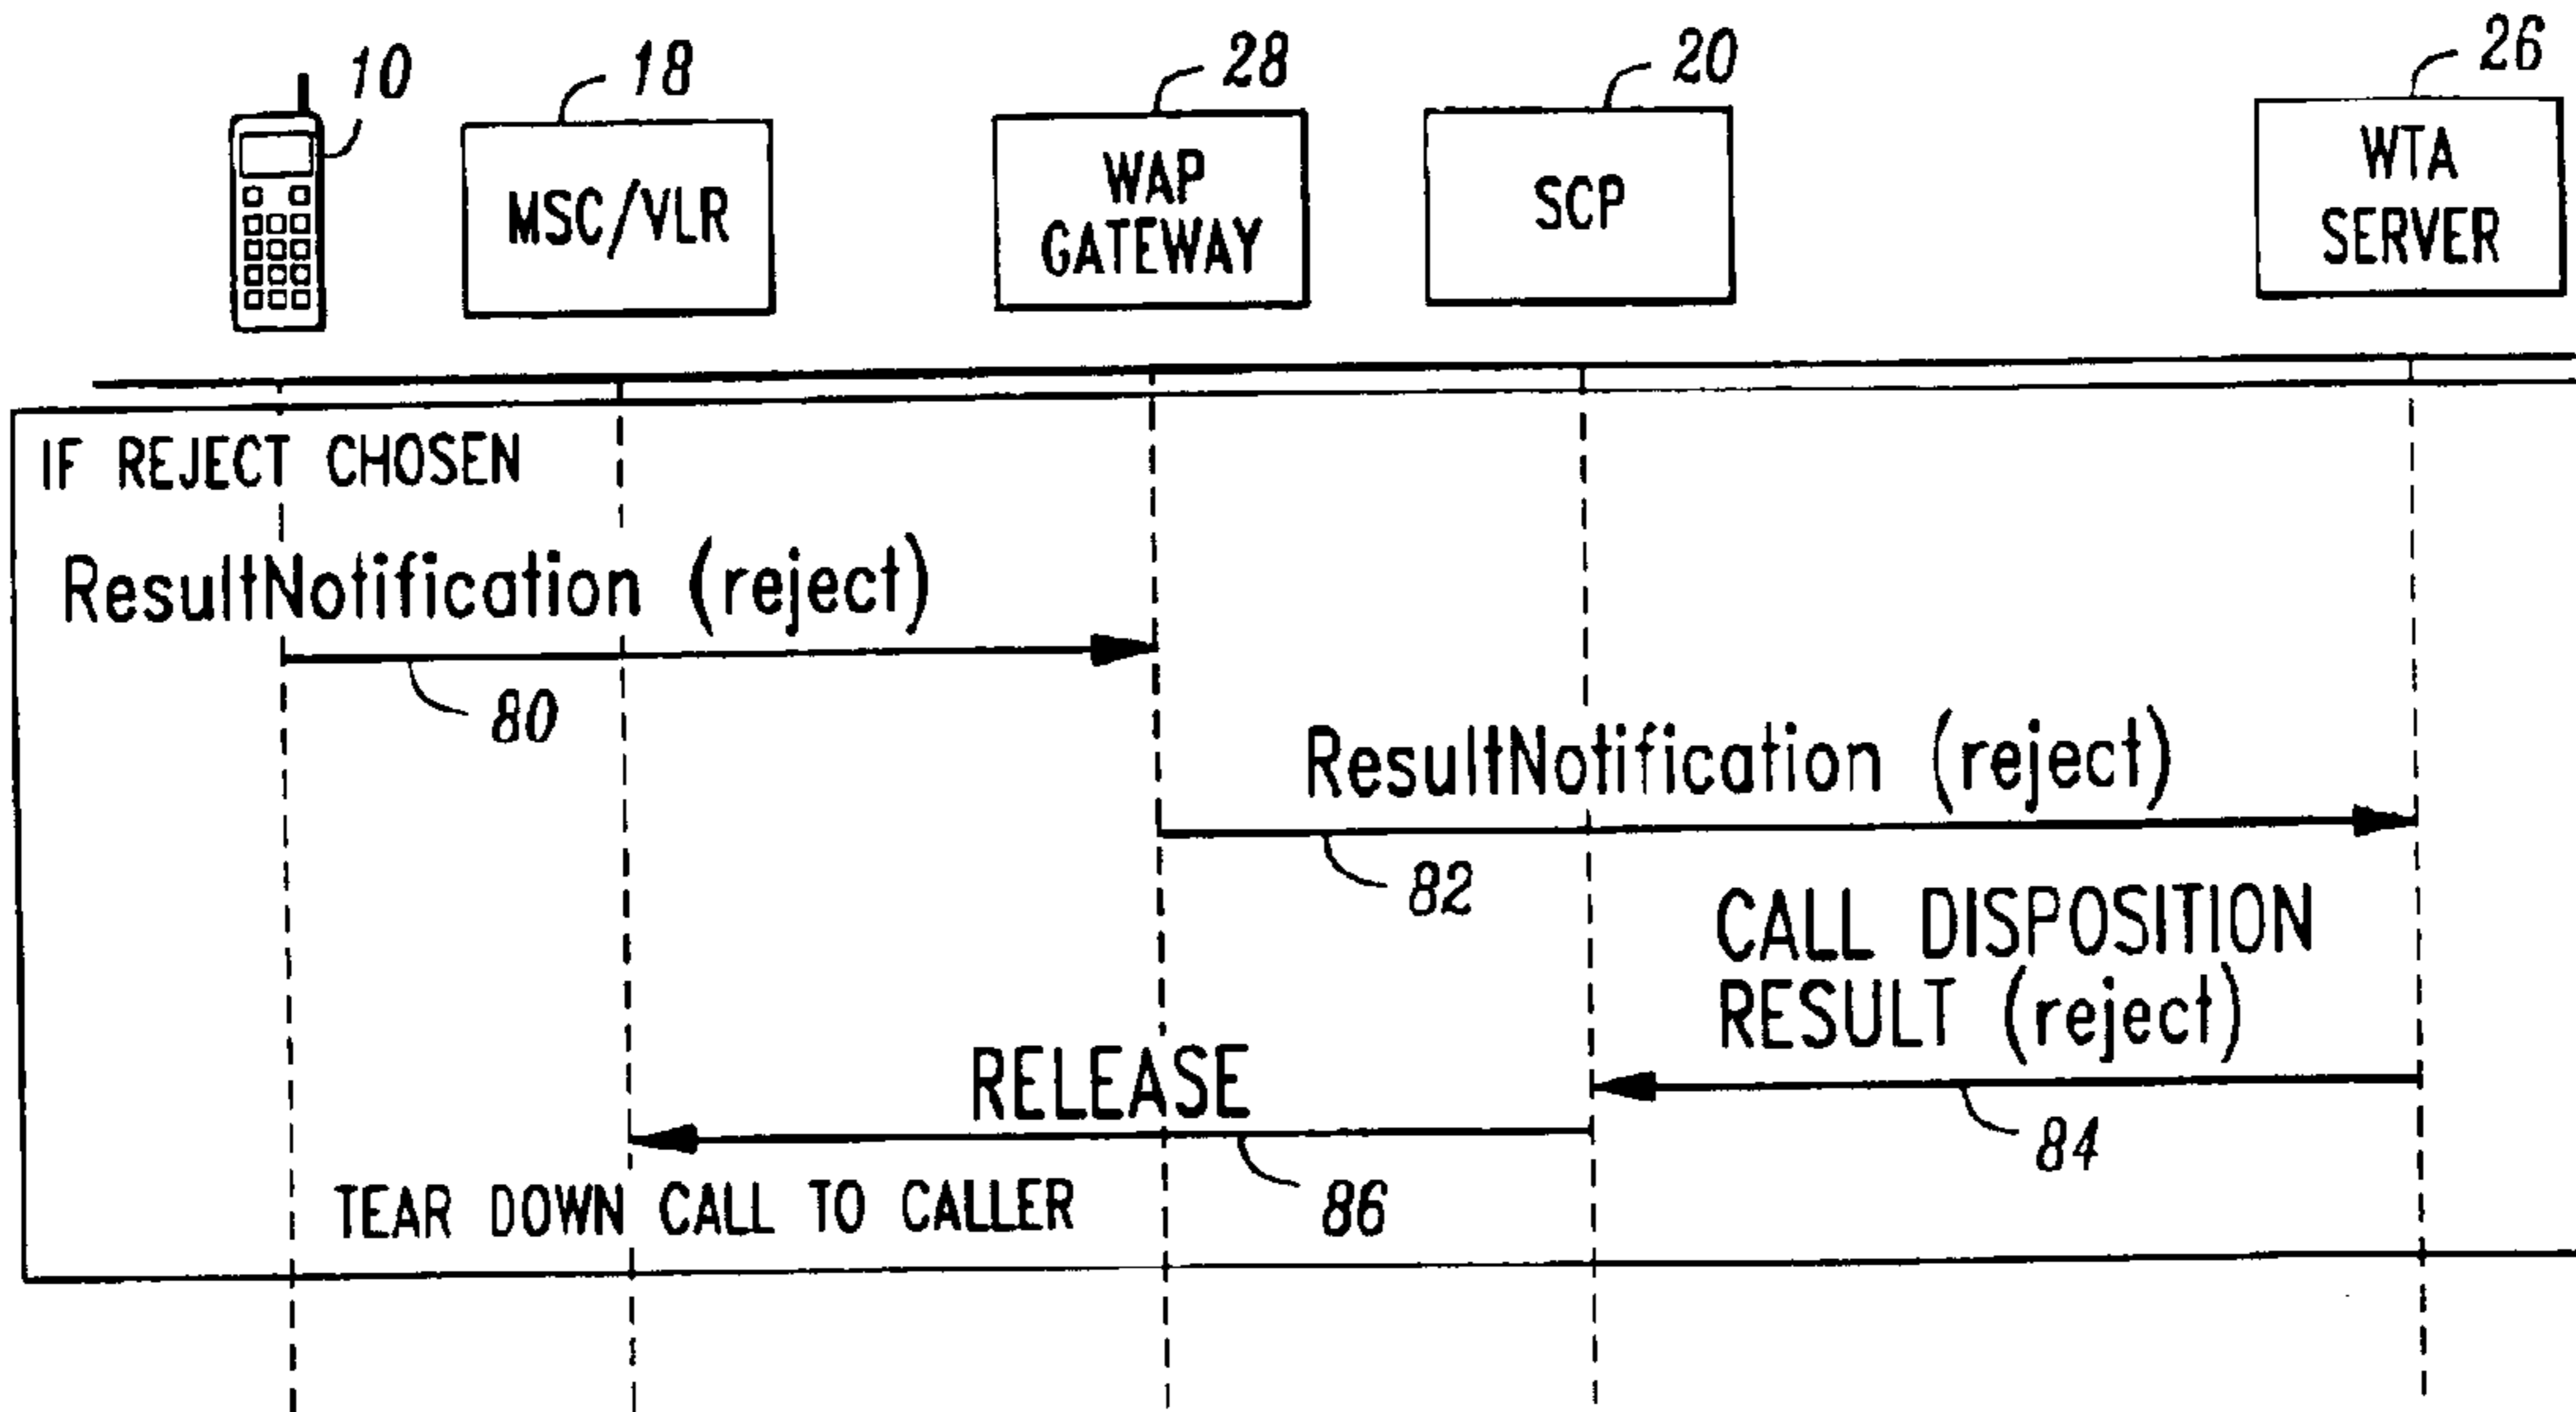 10
18
28
20
26
MSC/VLR
WAP
GATEWAY
SCP
WTA
SERVER
IF REJECT CHOSEN
ResultNotification (reject)
80
ResultNotification (reject)
82
CALL DISPOSITION
RESULT (reject)
84
RELEASE
86
TEAR DOWN CALL TO CALLER